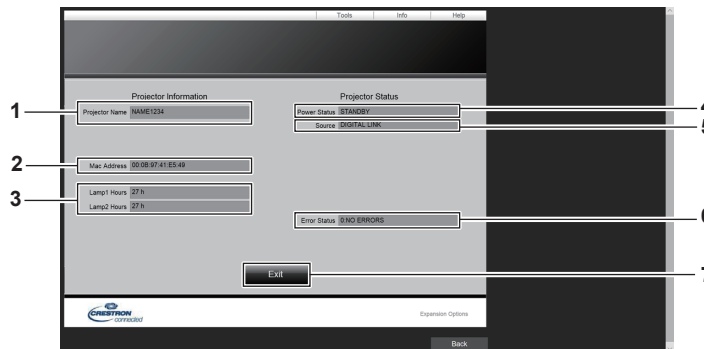 Tools Info Help
Projector Information
Projector Status
1
Projector Name NAME1234
Power Status STANDBY
Source DIGITAL LINK
2
Mac Address 00:0B:97:41:E5:49
3
Lamp1 Hours 27 h
Lamp2 Hours 27 h
Error Status 0:NO ERRORS
Exit
CRESTRON
connected
Expansion Options
Back